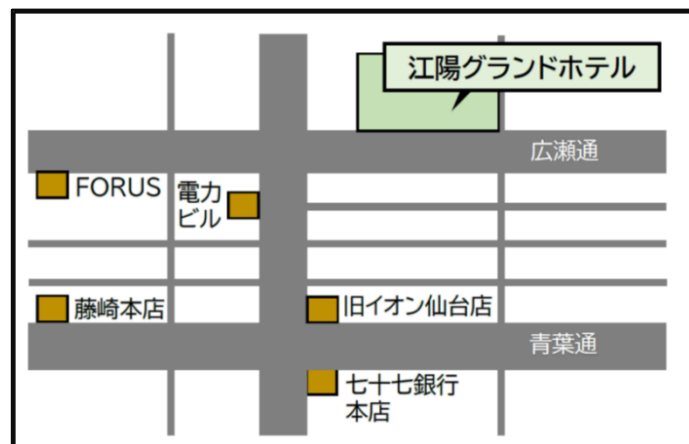 江陽グランドホテル
広瀬通
FORUS
電力
ビル
藤崎本店
旧イオン仙台店
青葉通
七十七銀行
本店